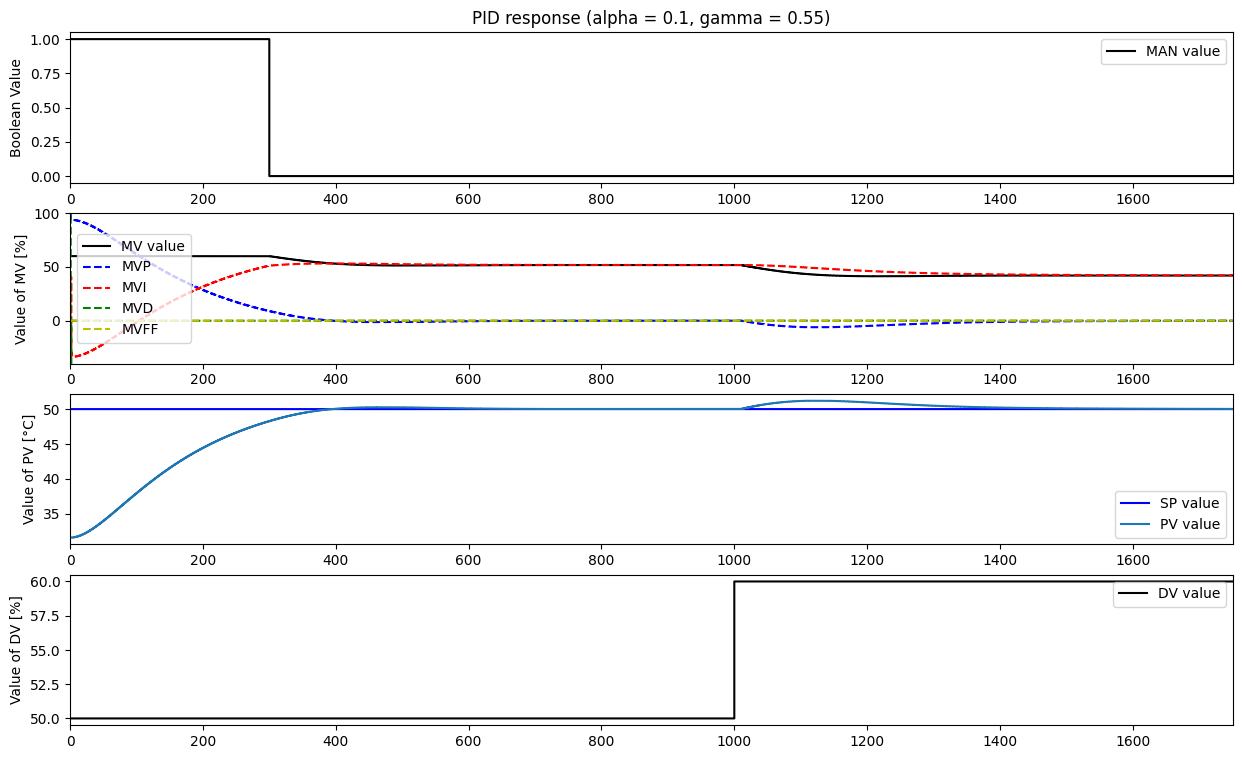 PID response (alpha = 0.1, gamma = 0.55)
Boolean Value
1.00
0.75
0.50
0.25
0.00
MAN value
0 200 400 600 800 1000 1200 1400 1600
Value of MV [%]
100
50
0
MV value
MVP
MVI
MVD
MVFF
0 200 400 600 800 1000 1200 1400 1600
Value of PV [°C]
50
45
40
35
SP value
PV value
0 200 400 600 800 1000 1200 1400 1600
Value of DV [%]
60.0
57.5
55.0
52.5
50.0
DV value
0 200 400 600 800 1000 1200 1400 1600